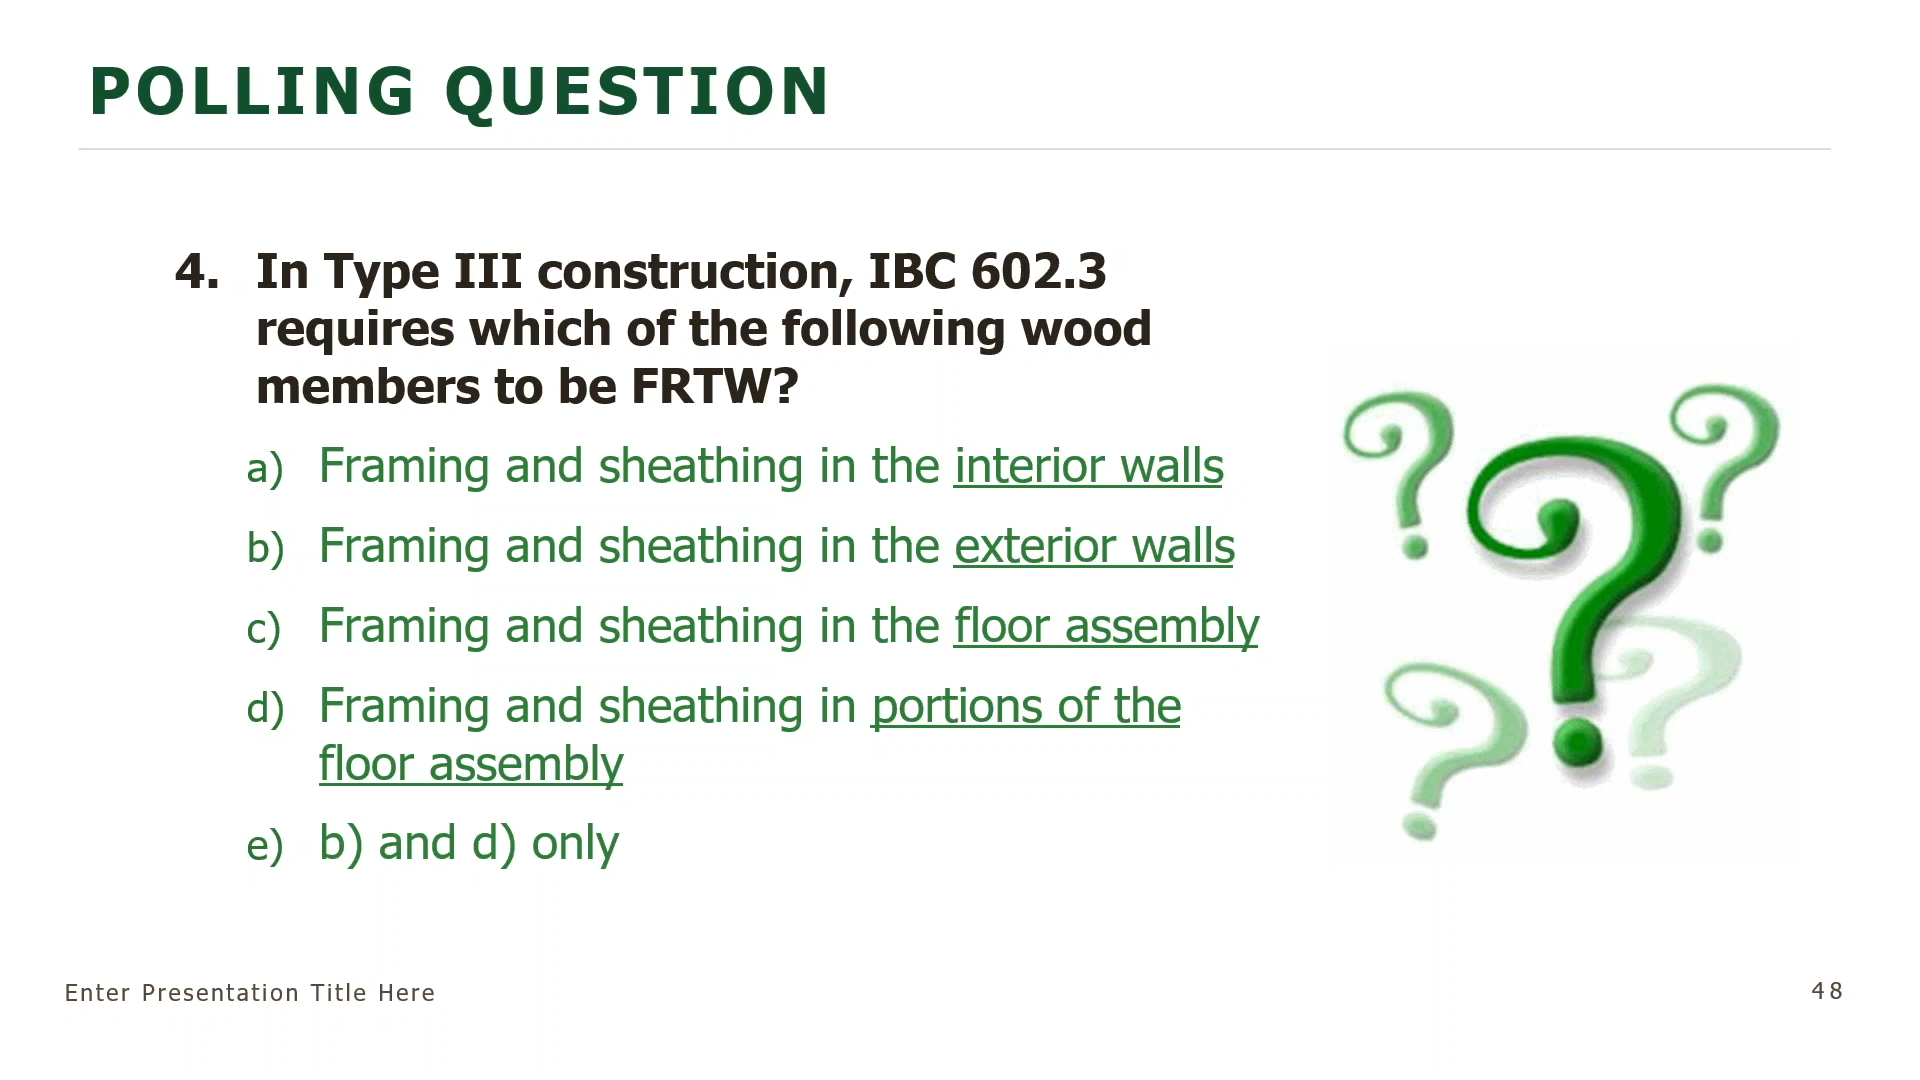 POLLING QUESTION
4. In Type III construction, IBC 602.3
requires which of the following wood
members to be FRTW?
a) Framing and sheathing in the interior walls
b) Framing and sheathing in the exterior walls
c) Framing and sheathing in the floor assembly
d) Framing and sheathing in portions of the
floor assembly
e) b) and d) only
Enter Presentation Title Here
48